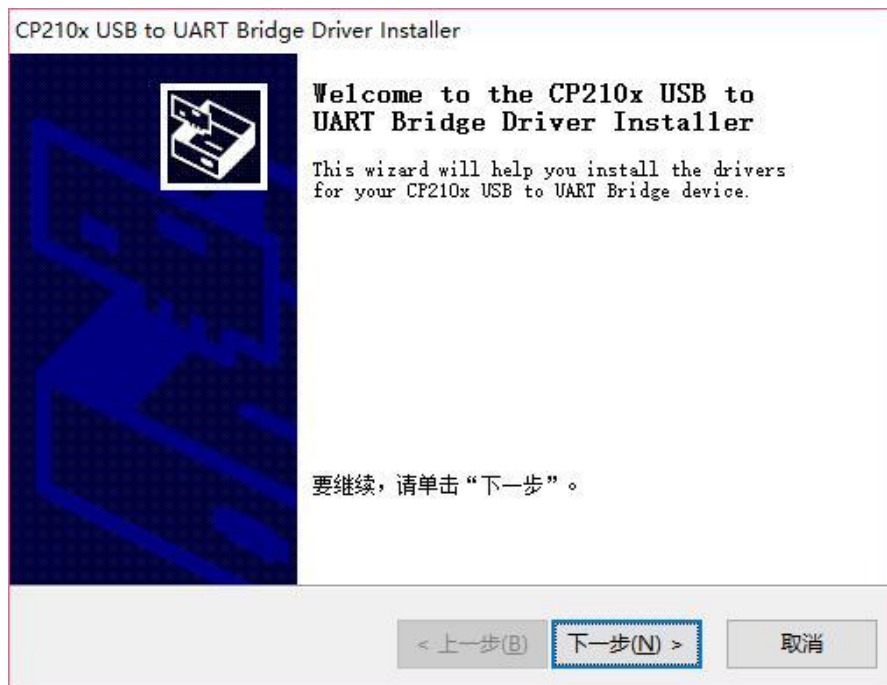 CP210x USB to UART Bridge Driver Installer
Welcome to the CP210x USB to
UART Bridge Driver Installer
This wizard will help you install the drivers
for your CP210x USB to UART Bridge device.
要继续，请单击“下一步”。
< 上一步(B)
下一步(N) >
取消